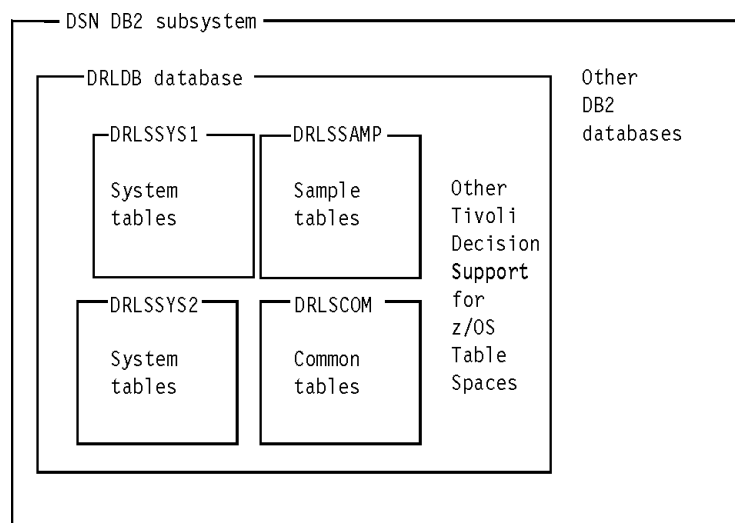 DSN DB2 subsystem
DRLDB database
Other
DB2
databases
DRLSSYS1
System
tables
DRLSSAMP
Sample
tables
Other
Tivoli
Decision
Support
for
z/OS
Table
Spaces
DRLSSYS2
System
tables
DRLSCOM
Common
tables